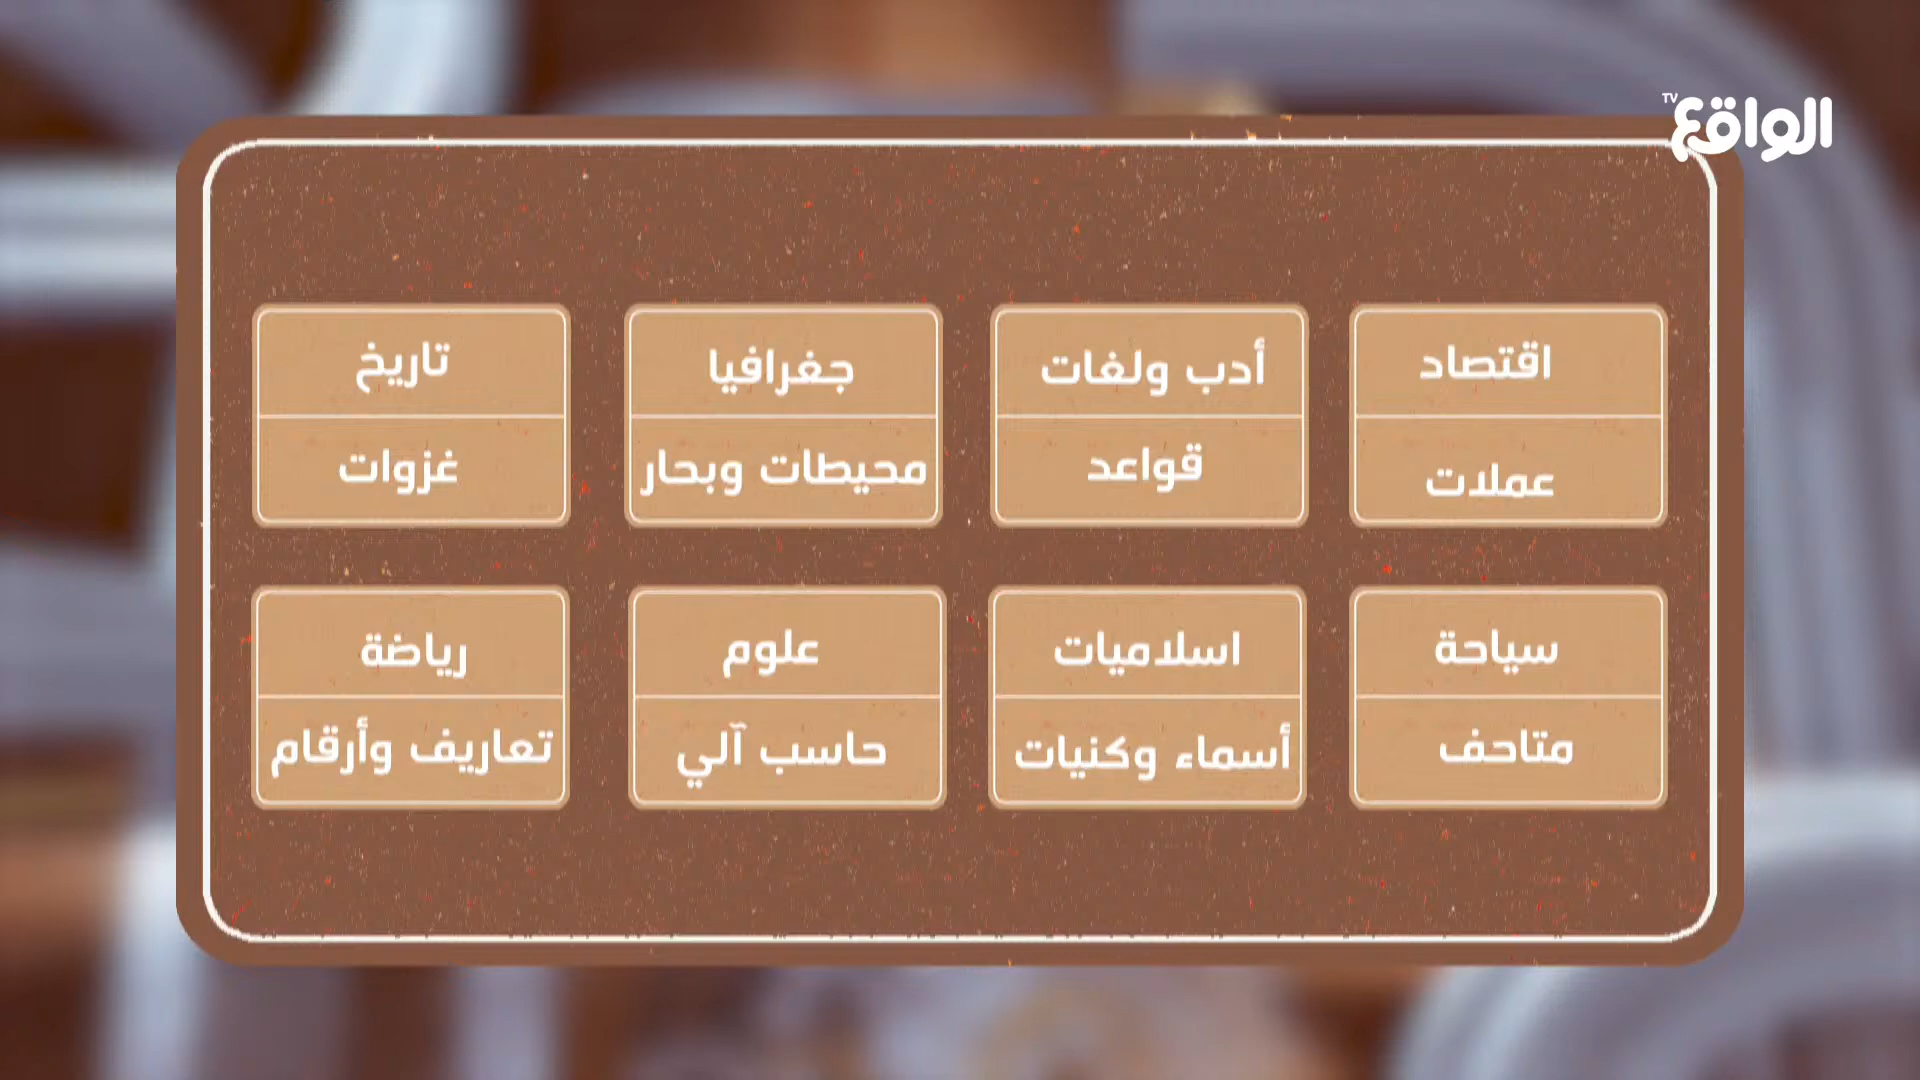 الواقع TV
اقتصاد
عملات
أدب ولغات
قواعد
جغرافيا
محيطات وبحار
تاريخ
غزوات
سياحة
متاحف
اسلاميات
أسماء وكنيات
علوم
حاسب آلي
رياضة
تعاريف وأرقام